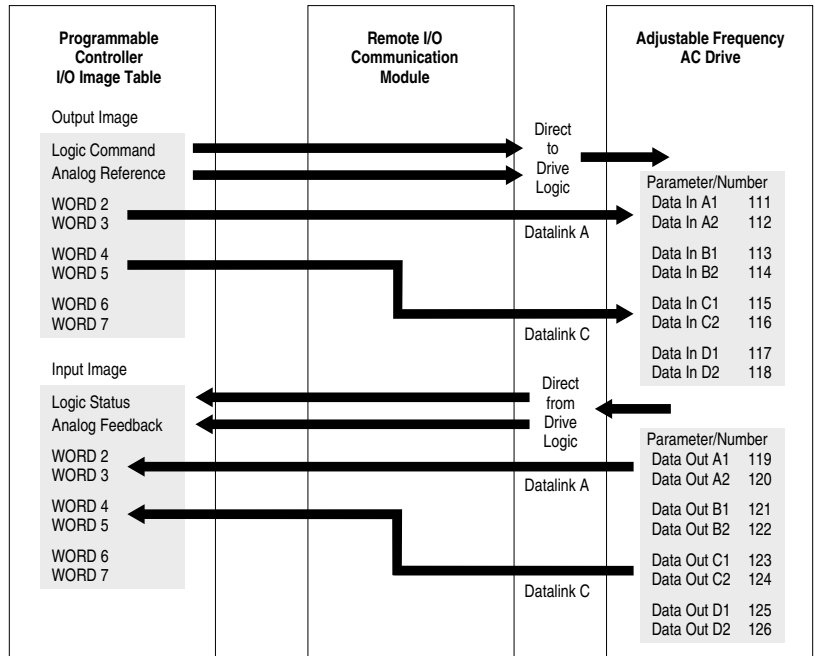 Programmable
Controller
I/O Image Table
Remote I/O
Communication
Module
Adjustable Frequency
AC Drive
Output Image
Logic Command
Analog Reference
WORD 2
WORD 3
WORD 4
WORD 5
WORD 6
WORD 7
Direct
to
Drive
Logic
Datalink A
Datalink C
Parameter/Number
Data In A1 111
Data In A2 112
Data In B1 113
Data In B2 114
Data In C1 115
Data In C2 116
Data In D1 117
Data In D2 118
Input Image
Logic Status
Analog Feedback
WORD 2
WORD 3
WORD 4
WORD 5
WORD 6
WORD 7
Direct
from
Drive
Logic
Datalink A
Datalink C
Parameter/Number
Data Out A1 119
Data Out A2 120
Data Out B1 121
Data Out B2 122
Data Out C1 123
Data Out C2 124
Data Out D1 125
Data Out D2 126